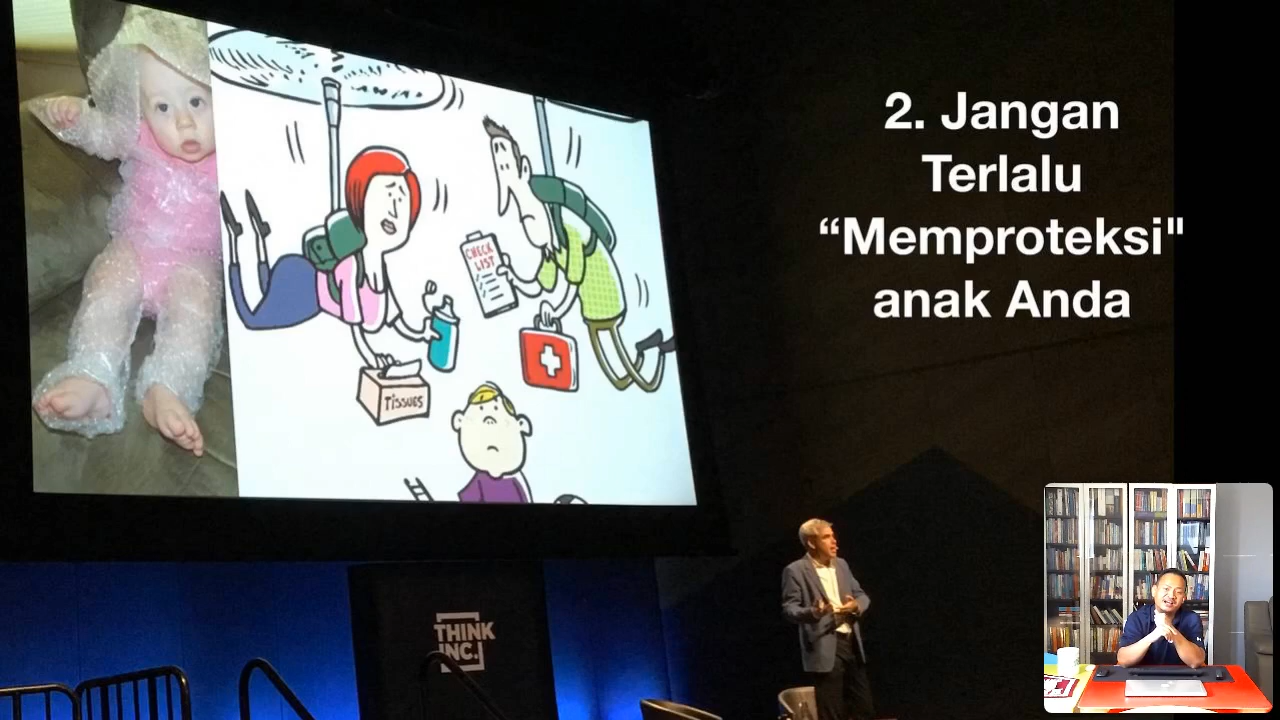 2. Jangan
Terlalu
“Memproteksi"
anak Anda
CHECK
LIST
TISSUES
THINK
INC.